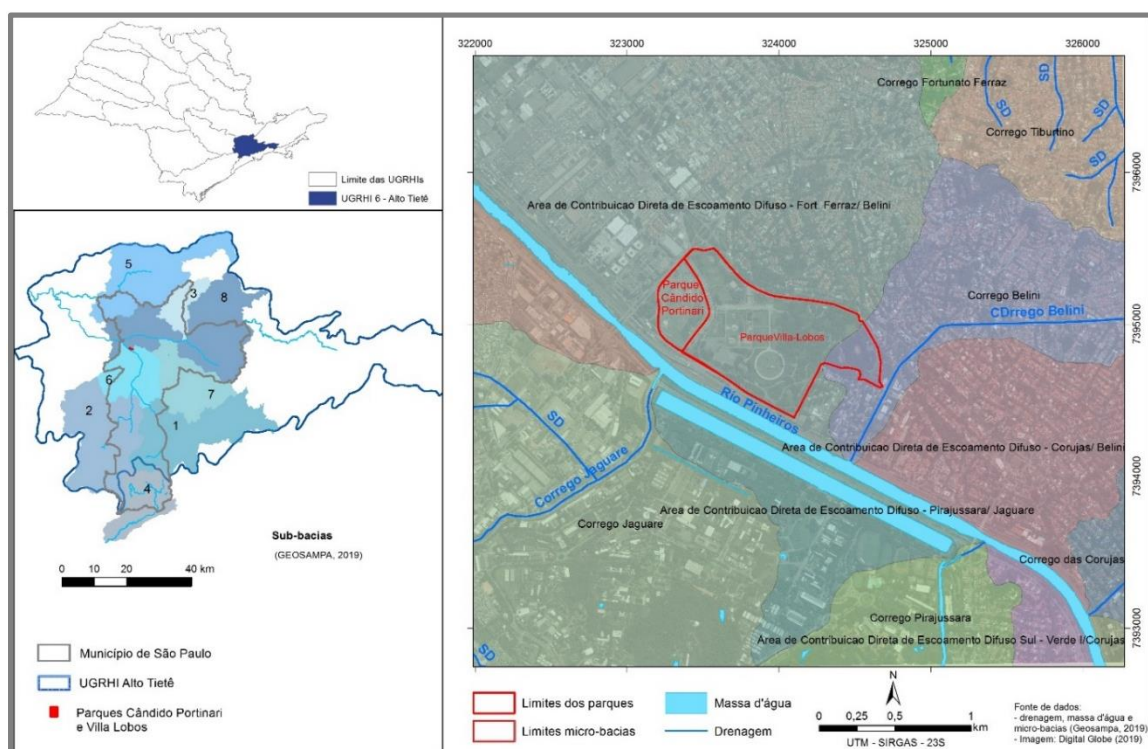 Limite das UGRHIs
UGRHI 6 - Alto Tietê
5
3
8
6
7
2
1
4
Sub-bacias
(GEOSAMPA, 2019)
0 10 20 40 km
Município de São Paulo
UGRHI Alto Tietê
Parques Cândido Portinari
e Villa Lobos
322000 323000 324000 325000 326000
7396000
7395000
7394000
7393000
Corrego Fortunato Ferraz
SD
SD
SD
SD
Corrego Tiburtino
Area de Contribuicao Direta de Escoamento Difuso - Fort. Ferraz/ Belini
Parque
Cândido
Portinari
ParqueVilla-Lobos
Corrego Belini
CDrrego Belini
Rio Pinheiros
SD
Area de Contribuicao Direta de Escoamento Difuso - Corujas/ Belini
Corrego Jaguare
Area de Contribuicao Direta de Escoamento Difuso - Pirajussara/ Jaguare
Corrego Jaguare
Corrego das Corujas
Corrego Pirajussara
Area de Contribuicao Direta de Escoamento Difuso Sul - Verde I/Corujas
SD
Limites dos parques
Limites micro-bacias
Massa d'água
Drenagem
N
0 0,25 0,5 1
km
UTM - SIRGAS - 23S
Fonte de dados:
- drenagem, massa d'água e
micro-bacias (Geosampa, 2019)
- Imagem: Digital Globe (2019)